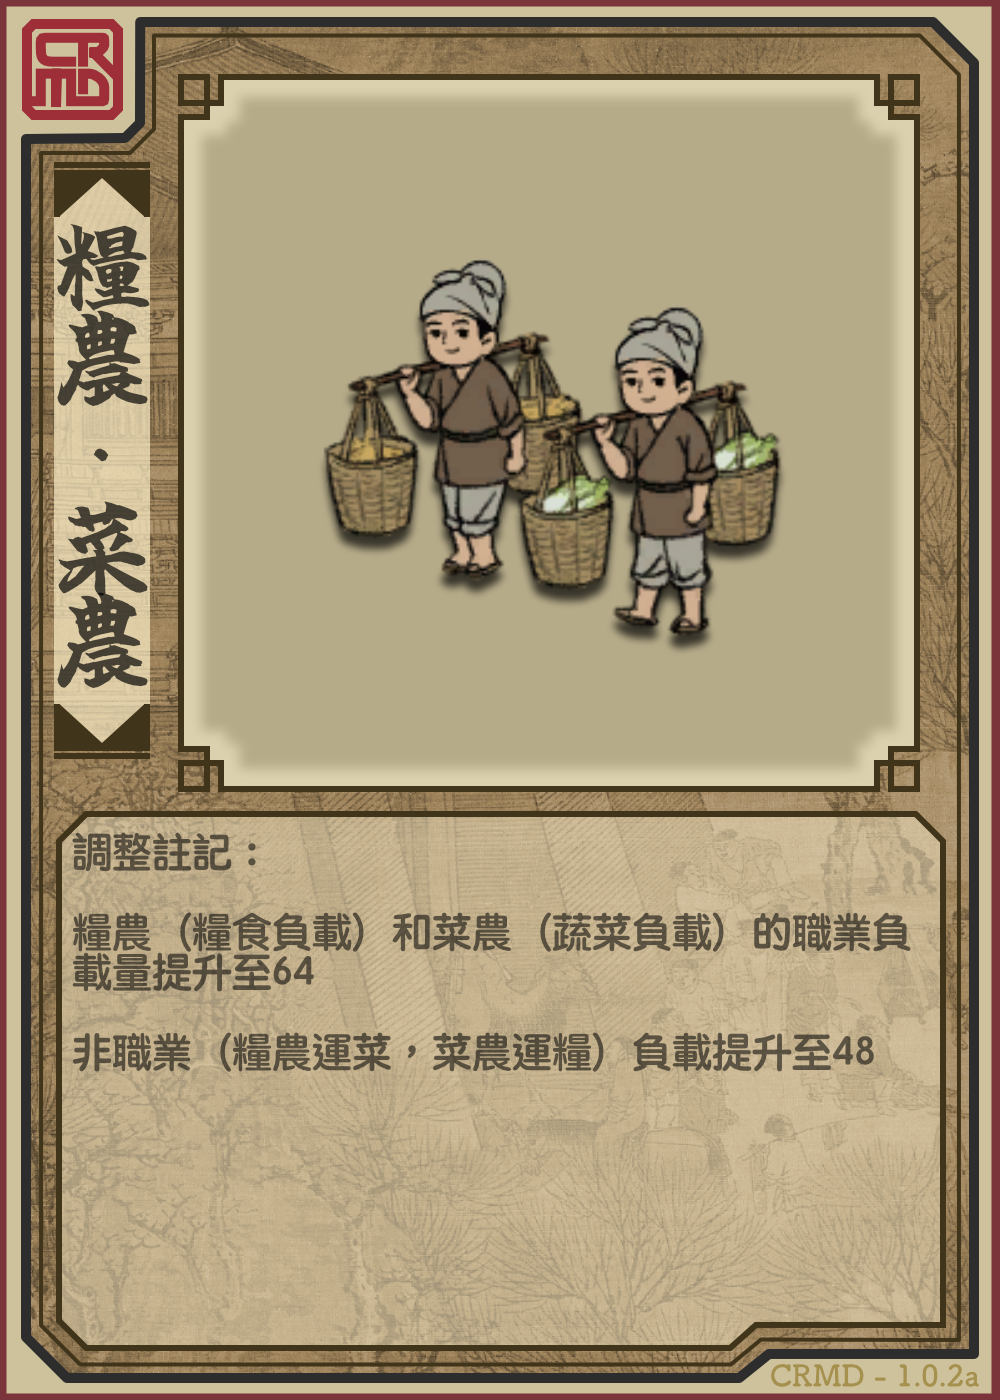 CRMD
糧農·菜農
調整註記：
糧農（糧食負載）和菜農（蔬菜負載）的職業負
載量提升至64
非職業（糧農運菜，菜農運糧）負載提升至48
CRMD - 1.0.2a